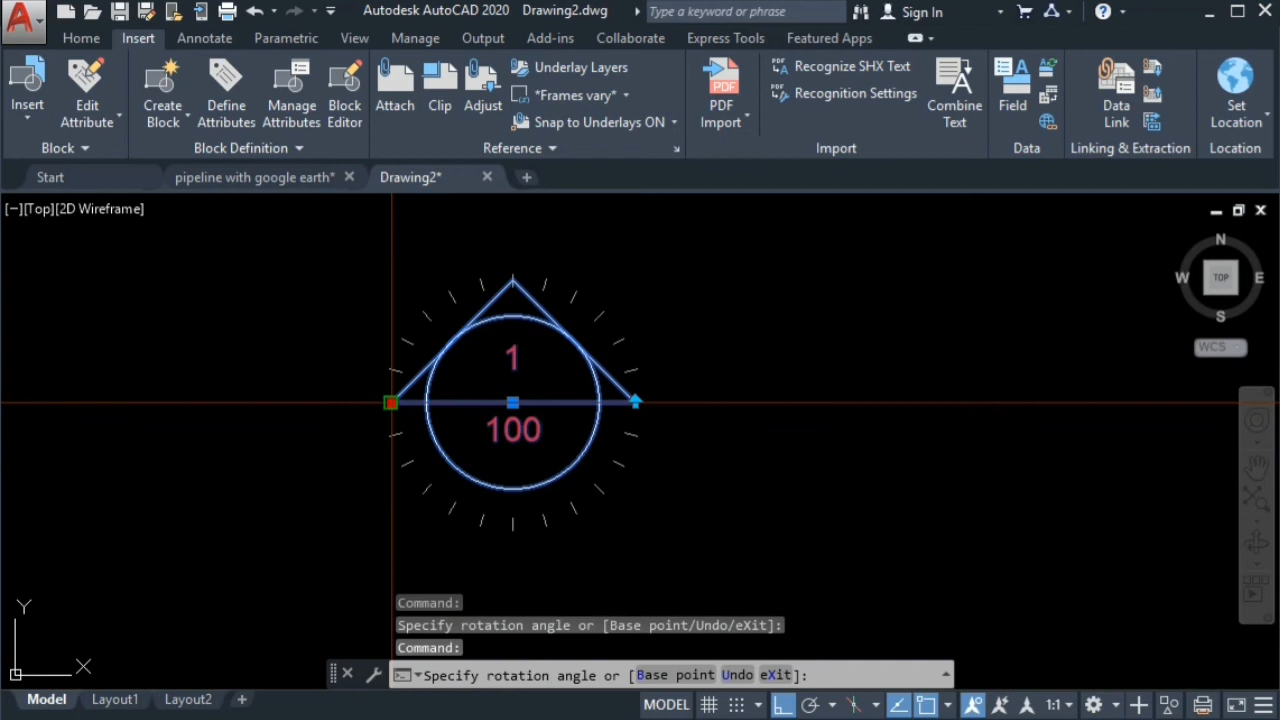 Autodesk AutoCAD 2020 Drawing2.dwg Type a keyword or phrase Sign In
Home Insert Annotate Parametric View Manage Output Add-ins Collaborate Express Tools Featured Apps
Insert Edit Attribute Create Block Define Attributes Manage Attributes Block Editor Attach Clip Adjust Underlay Layers *Frames vary* Snap to Underlays ON PDF Import Recognize SHX Text Recognition Settings Combine Text Field Data Link Set Location
Block Block Definition Reference Import Data Linking & Extraction Location
Start pipeline with google earth* Drawing2*
[−][Top][2D Wireframe]
N
W TOP E
S
WCS
1
100
Command:
Specify rotation angle or [Base point/Undo/eXit]:
Command:
Specify rotation angle or [Base point Undo eXit]:
Y
X
Model Layout1 Layout2 MODEL 1:1